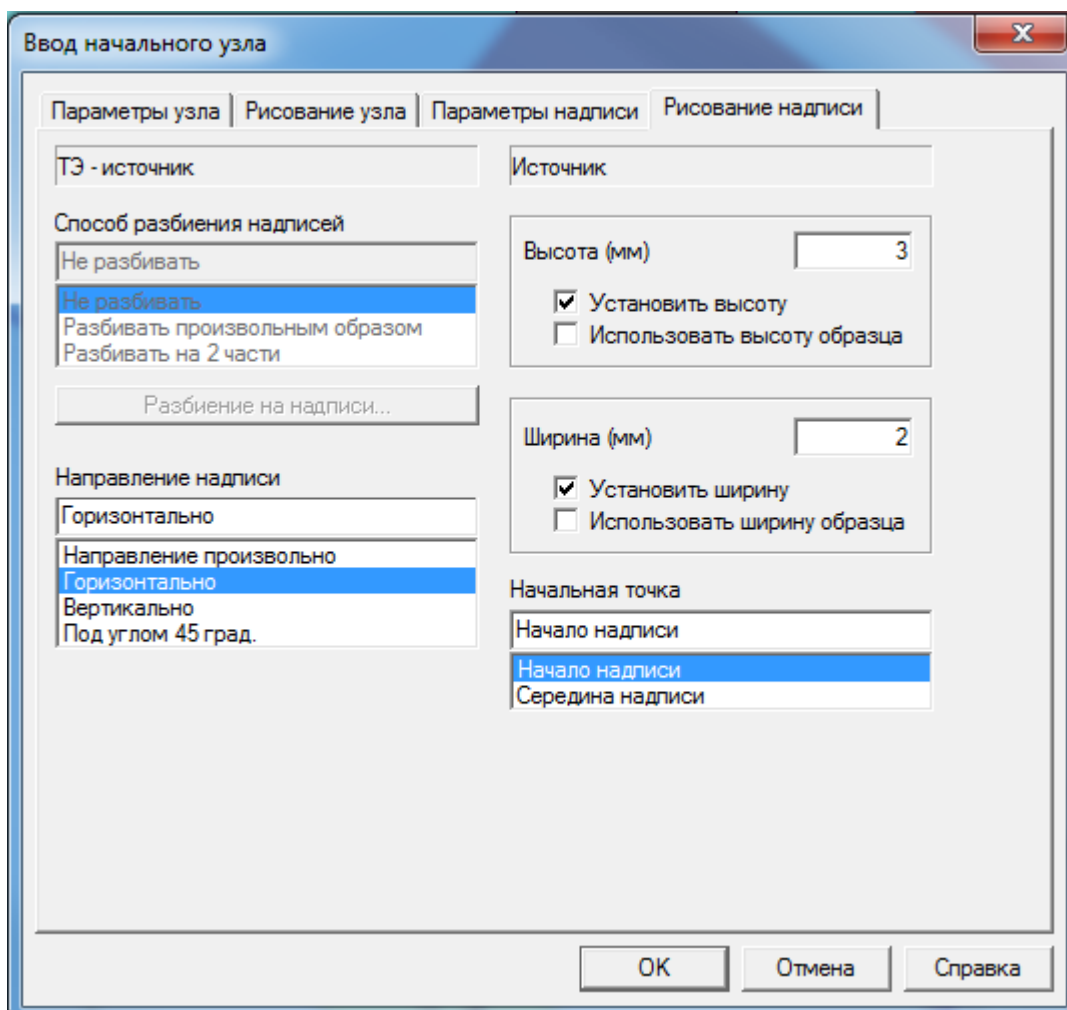 Ввод начального узла
Параметры узла Рисование узла Параметры надписи Рисование надписи
ТЭ - источник
Способ разбиения надписей
Не разбивать
Не разбивать
Разбивать произвольным образом
Разбивать на 2 части
Разбиение на надписи...
Направление надписи
Горизонтально
Направление произвольно
Горизонтально
Вертикально
Под углом 45 град.
Источник
Высота (мм) 3
Установить высоту
Использовать высоту образца
Ширина (мм) 2
Установить ширину
Использовать ширину образца
Начальная точка
Начало надписи
Начало надписи
Середина надписи
OK Отмена Справка